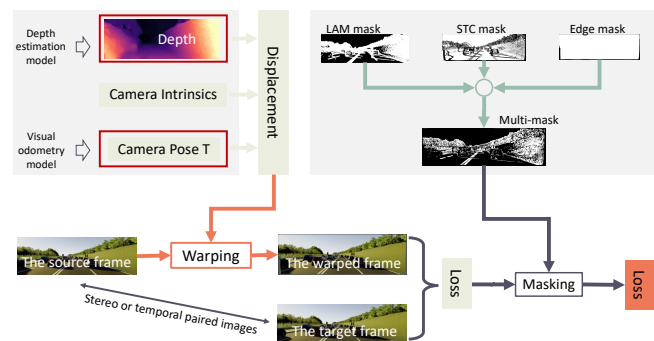 Depth
estimation
model
Depth
Camera Intrinsics
Visual
odometry
model
Camera Pose T
Displacement
LAM mask
STC mask
Edge mask
Multi-mask
The source frame
Warping
The warped frame
Stereo or temporal paired images
The target frame
Loss
Masking
Loss